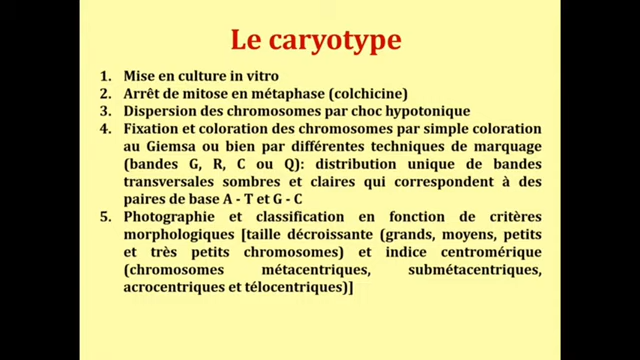 Le caryotype
1. Mise en culture in vitro
2. Arrêt de mitose en métaphase (colchicine)
3. Dispersion des chromosomes par choc hypotonique
4. Fixation et coloration des chromosomes par simple coloration
au Giemsa ou bien par différentes techniques de marquage
(bandes G, R, C ou Q): distribution unique de bandes
transversales sombres et claires qui correspondent à des
paires de base A - T et G - C
5. Photographie et classification en fonction de critères
morphologiques [taille décroissante (grands, moyens, petits
et très petits chromosomes) et indice centromérique
(chromosomes métacentriques, submétacentriques,
acrocentriques et télocentriques)]